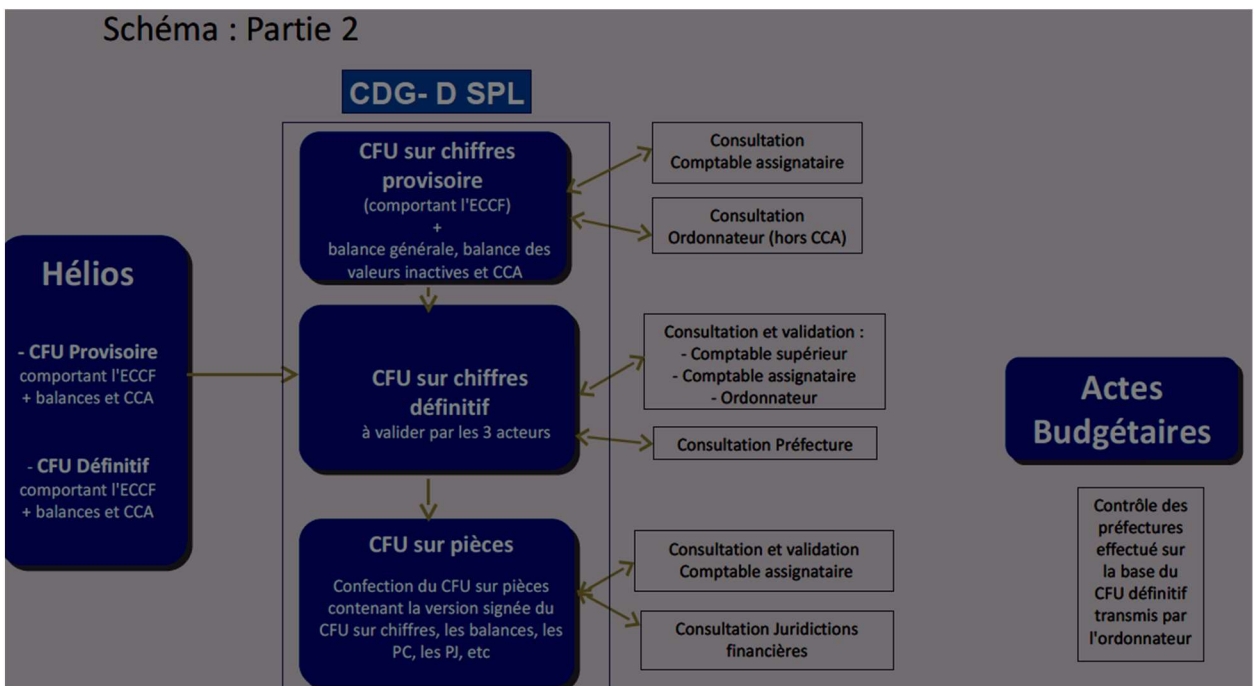 Schéma : Partie 2
CDG- D SPL
Hélios
- CFU Provisoire
comportant l'ECCF
+ balances et CCA
- CFU Définitif
comportant l'ECCF
+ balances et CCA
CFU sur chiffres
provisoire
(comportant l'ECCF)
+
balance générale, balance des
valeurs inactives et CCA
Consultation
Comptable assignataire
Consultation
Ordonnateur (hors CCA)
CFU sur chiffres
définitif
à valider par les 3 acteurs
Consultation et validation :
- Comptable supérieur
- Comptable assignataire
- Ordonnateur
Consultation Préfecture
CFU sur pièces
Confection du CFU sur pièces
contenant la version signée du
CFU sur chiffres, les balances, les
PC, les PJ, etc
Consultation et validation
Comptable assignataire
Consultation Juridictions
financières
Actes
Budgétaires
Contrôle des
préfectures
effectué sur
la base du
CFU définitif
transmis par
l'ordonnateur